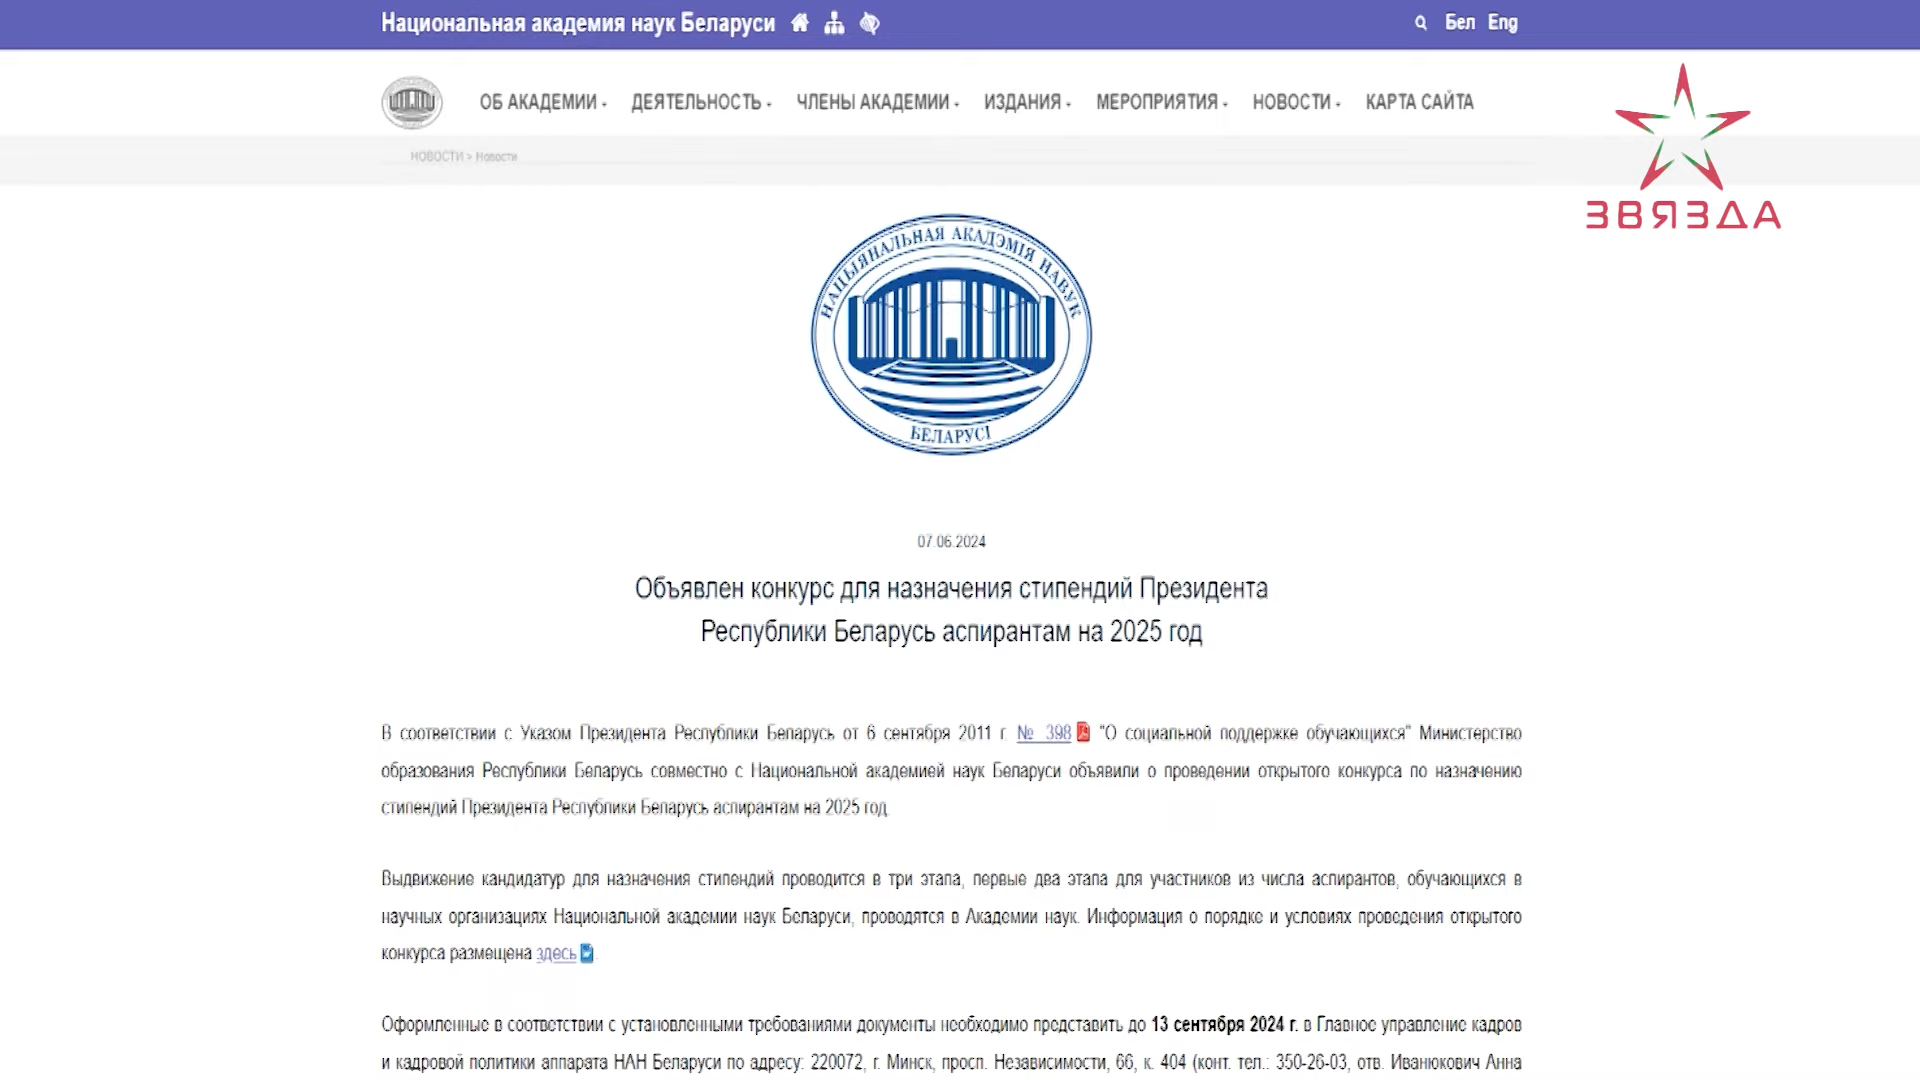 Национальная академия наук Беларуси
Бел Eng
ОБ АКАДЕМИИ ДЕЯТЕЛЬНОСТЬ ЧЛЕНЫ АКАДЕМИИ ИЗДАНИЯ МЕРОПРИЯТИЯ НОВОСТИ КАРТА САЙТА
НОВОСТИ > Новости
ЗВЯЗДА
НАЦЫЯНАЛЬНАЯ АКАДЭМІЯ НАВУК
БЕЛАРУСІ
07.06.2024
Объявлен конкурс для назначения стипендий Президента
Республики Беларусь аспирантам на 2025 год
В соответствии с Указом Президента Республики Беларусь от 6 сентября 2011 г. № 398 "О социальной поддержке обучающихся" Министерство
образования Республики Беларусь совместно с Национальной академией наук Беларуси объявили о проведении открытого конкурса по назначению
стипендий Президента Республики Беларусь аспирантам на 2025 год.
Выдвижение кандидатур для назначения стипендий проводится в три этапа, первые два этапа для участников из числа аспирантов, обучающихся в
научных организациях Национальной академии наук Беларуси, проводятся в Академии наук. Информация о порядке и условиях проведения открытого
конкурса размещена здесь
Оформленные в соответствии с установленными требованиями документы необходимо представить до 13 сентября 2024 г. в Главное управление кадров
и кадровой политики аппарата НАН Беларуси по адресу: 220072, г. Минск, просп. Независимости, 66, к. 404 (конт. тел.: 350-26-03, отв. Иванюкович Анна